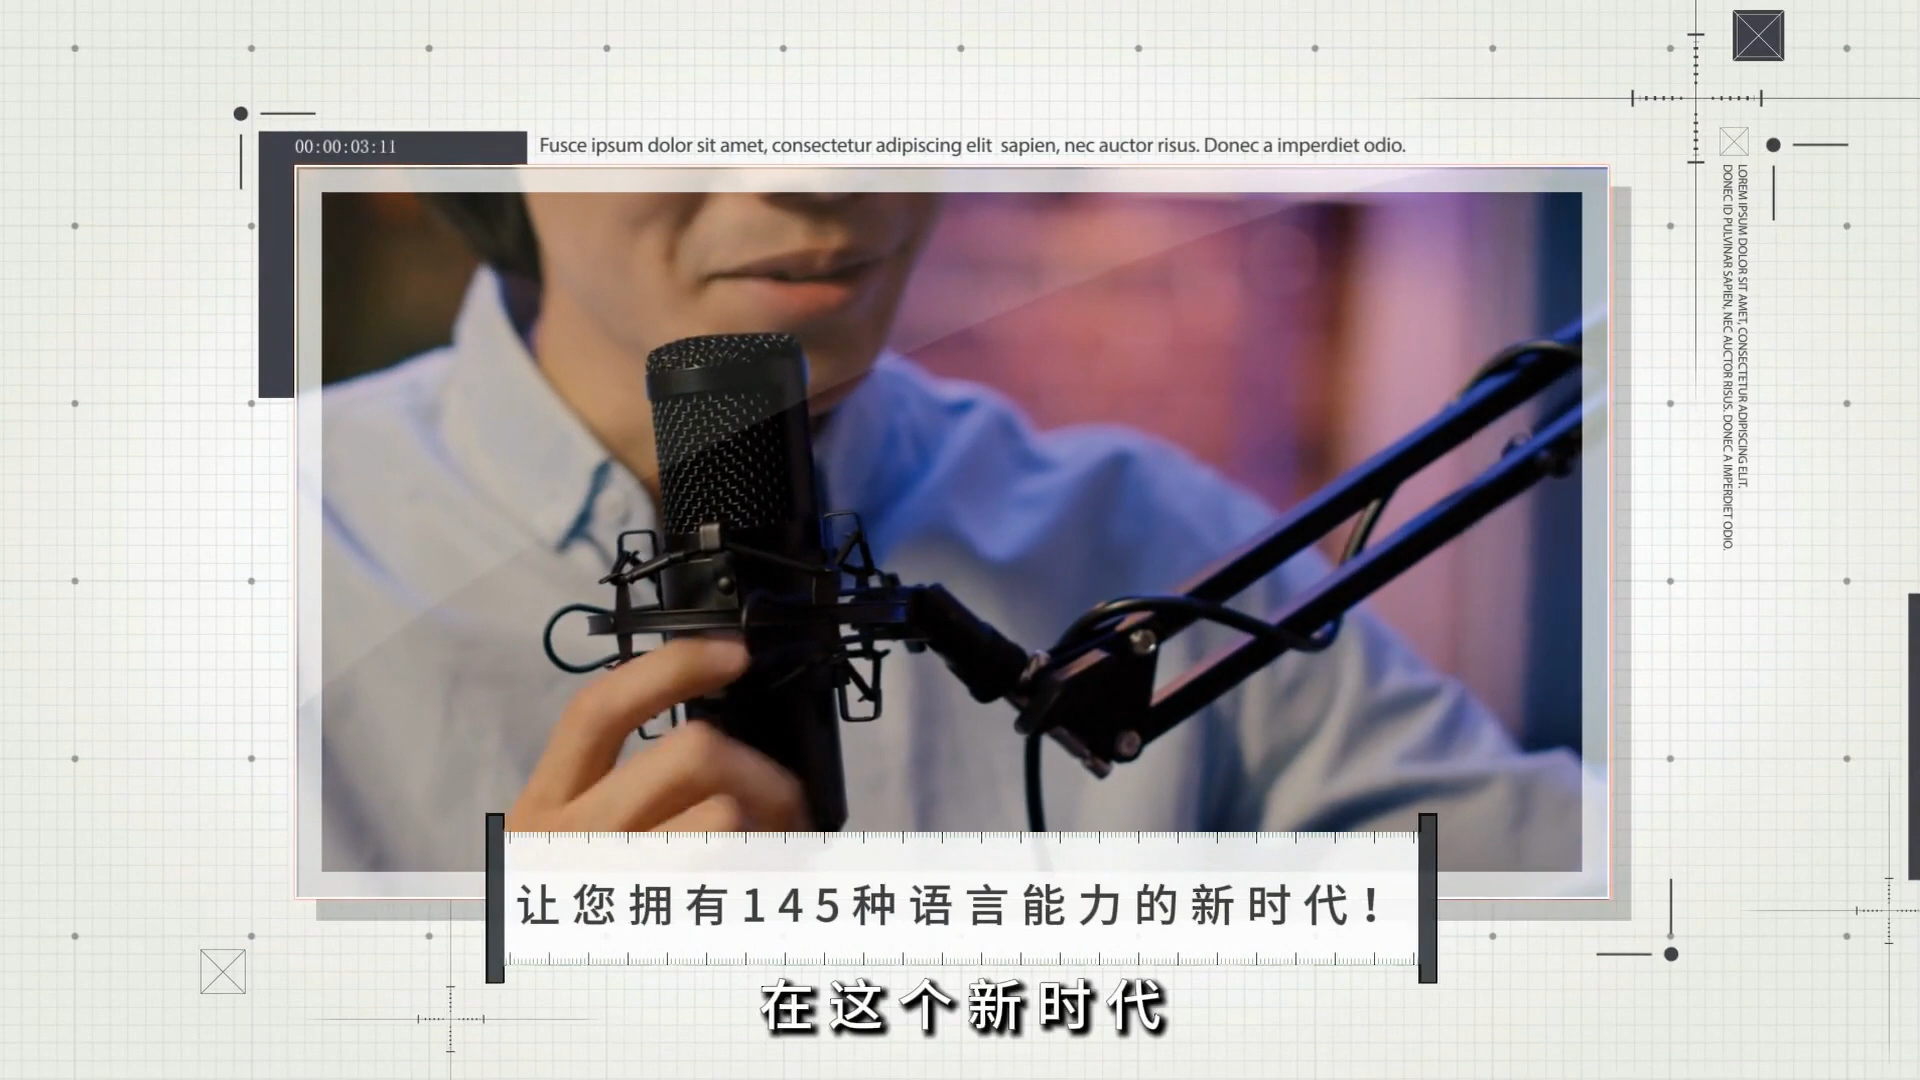 00:00:03:11
Fusce ipsum dolor sit amet, consectetur adipiscing elit  sapien, nec auctor risus. Donec a imperdiet odio.
LOREM IPSUM DOLOR SIT AMET, CONSECTETUR ADIPISCING ELIT.
DONEC ID PULVINAR SAPIEN, NEC AUCTOR RISUS. DONEC A IMPERDIET ODIO.
让您拥有145种语言能力的新时代！
在这个新时代